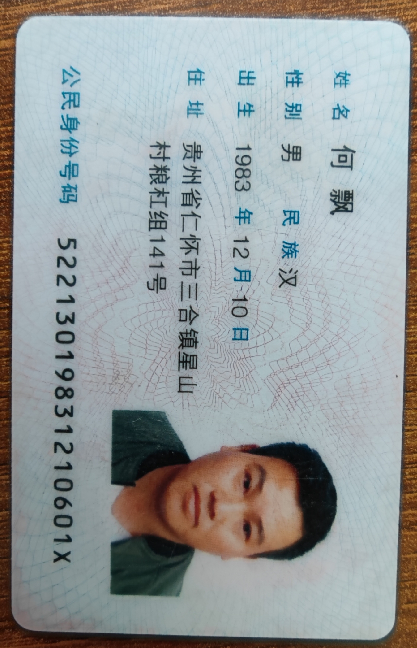 姓名 何飘
性别 男 民族 汉
出生 1983 年 12 月 10 日
住址 贵州省仁怀市三合镇星山
村粮杠组141号
公民身份号码 52213019831210601X